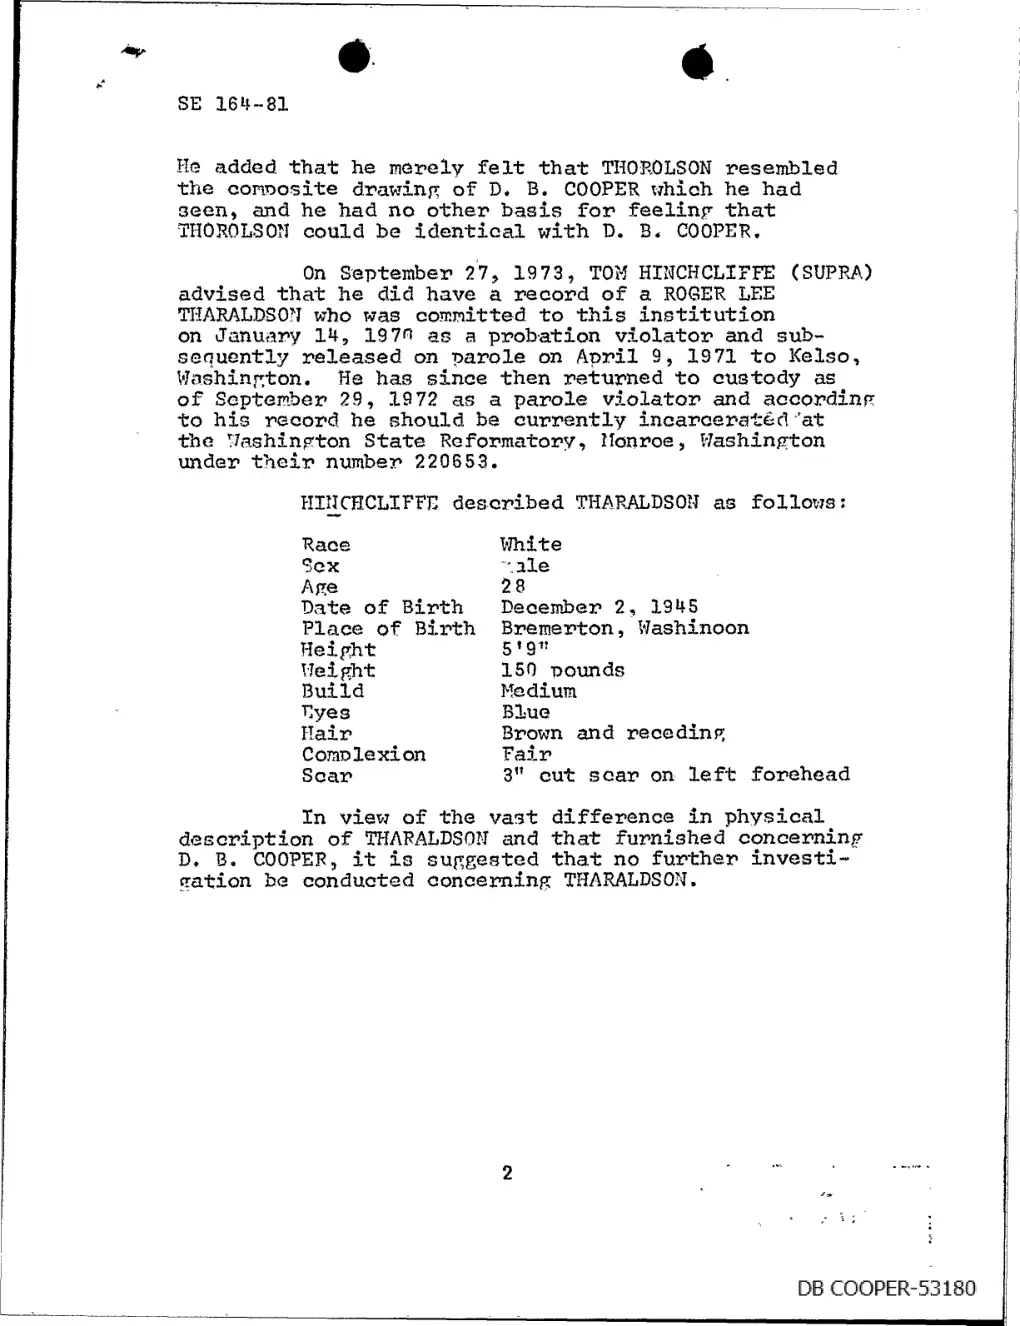 SE 164-81
He added that he merely felt that THOROLSON resembled
the composite drawing of D. B. COOPER which he had
seen, and he had no other basis for feeling that
THOROLSON could be identical with D. B. COOPER.
On September 27, 1973, TOM HINCHCLIFFE (SUPRA)
advised that he did have a record of a ROGER LEE
THARALDSON who was committed to this institution
on January 14, 1970 as a probation violator and sub-
sequently released on parole on April 9, 1971 to Kelso,
Washington. He has since then returned to custody as
of September 29, 1972 as a parole violator and according
to his record he should be currently incarcerated at
the Washington State Reformatory, Monroe, Washington
under their number 220653.
HINCHCLIFFE described THARALDSON as follows:
Race White
Sex Male
Age 28
Date of Birth December 2, 1945
Place of Birth Bremerton, Washinoon
Height 5'9"
Weight 150 pounds
Build Medium
Eyes Blue
Hair Brown and receding
Complexion Fair
Scar 3" cut scar on left forehead
In view of the vast difference in physical
description of THARALDSON and that furnished concerning
D. B. COOPER, it is suggested that no further investi-
gation be conducted concerning THARALDSON.
2
DB COOPER-53180